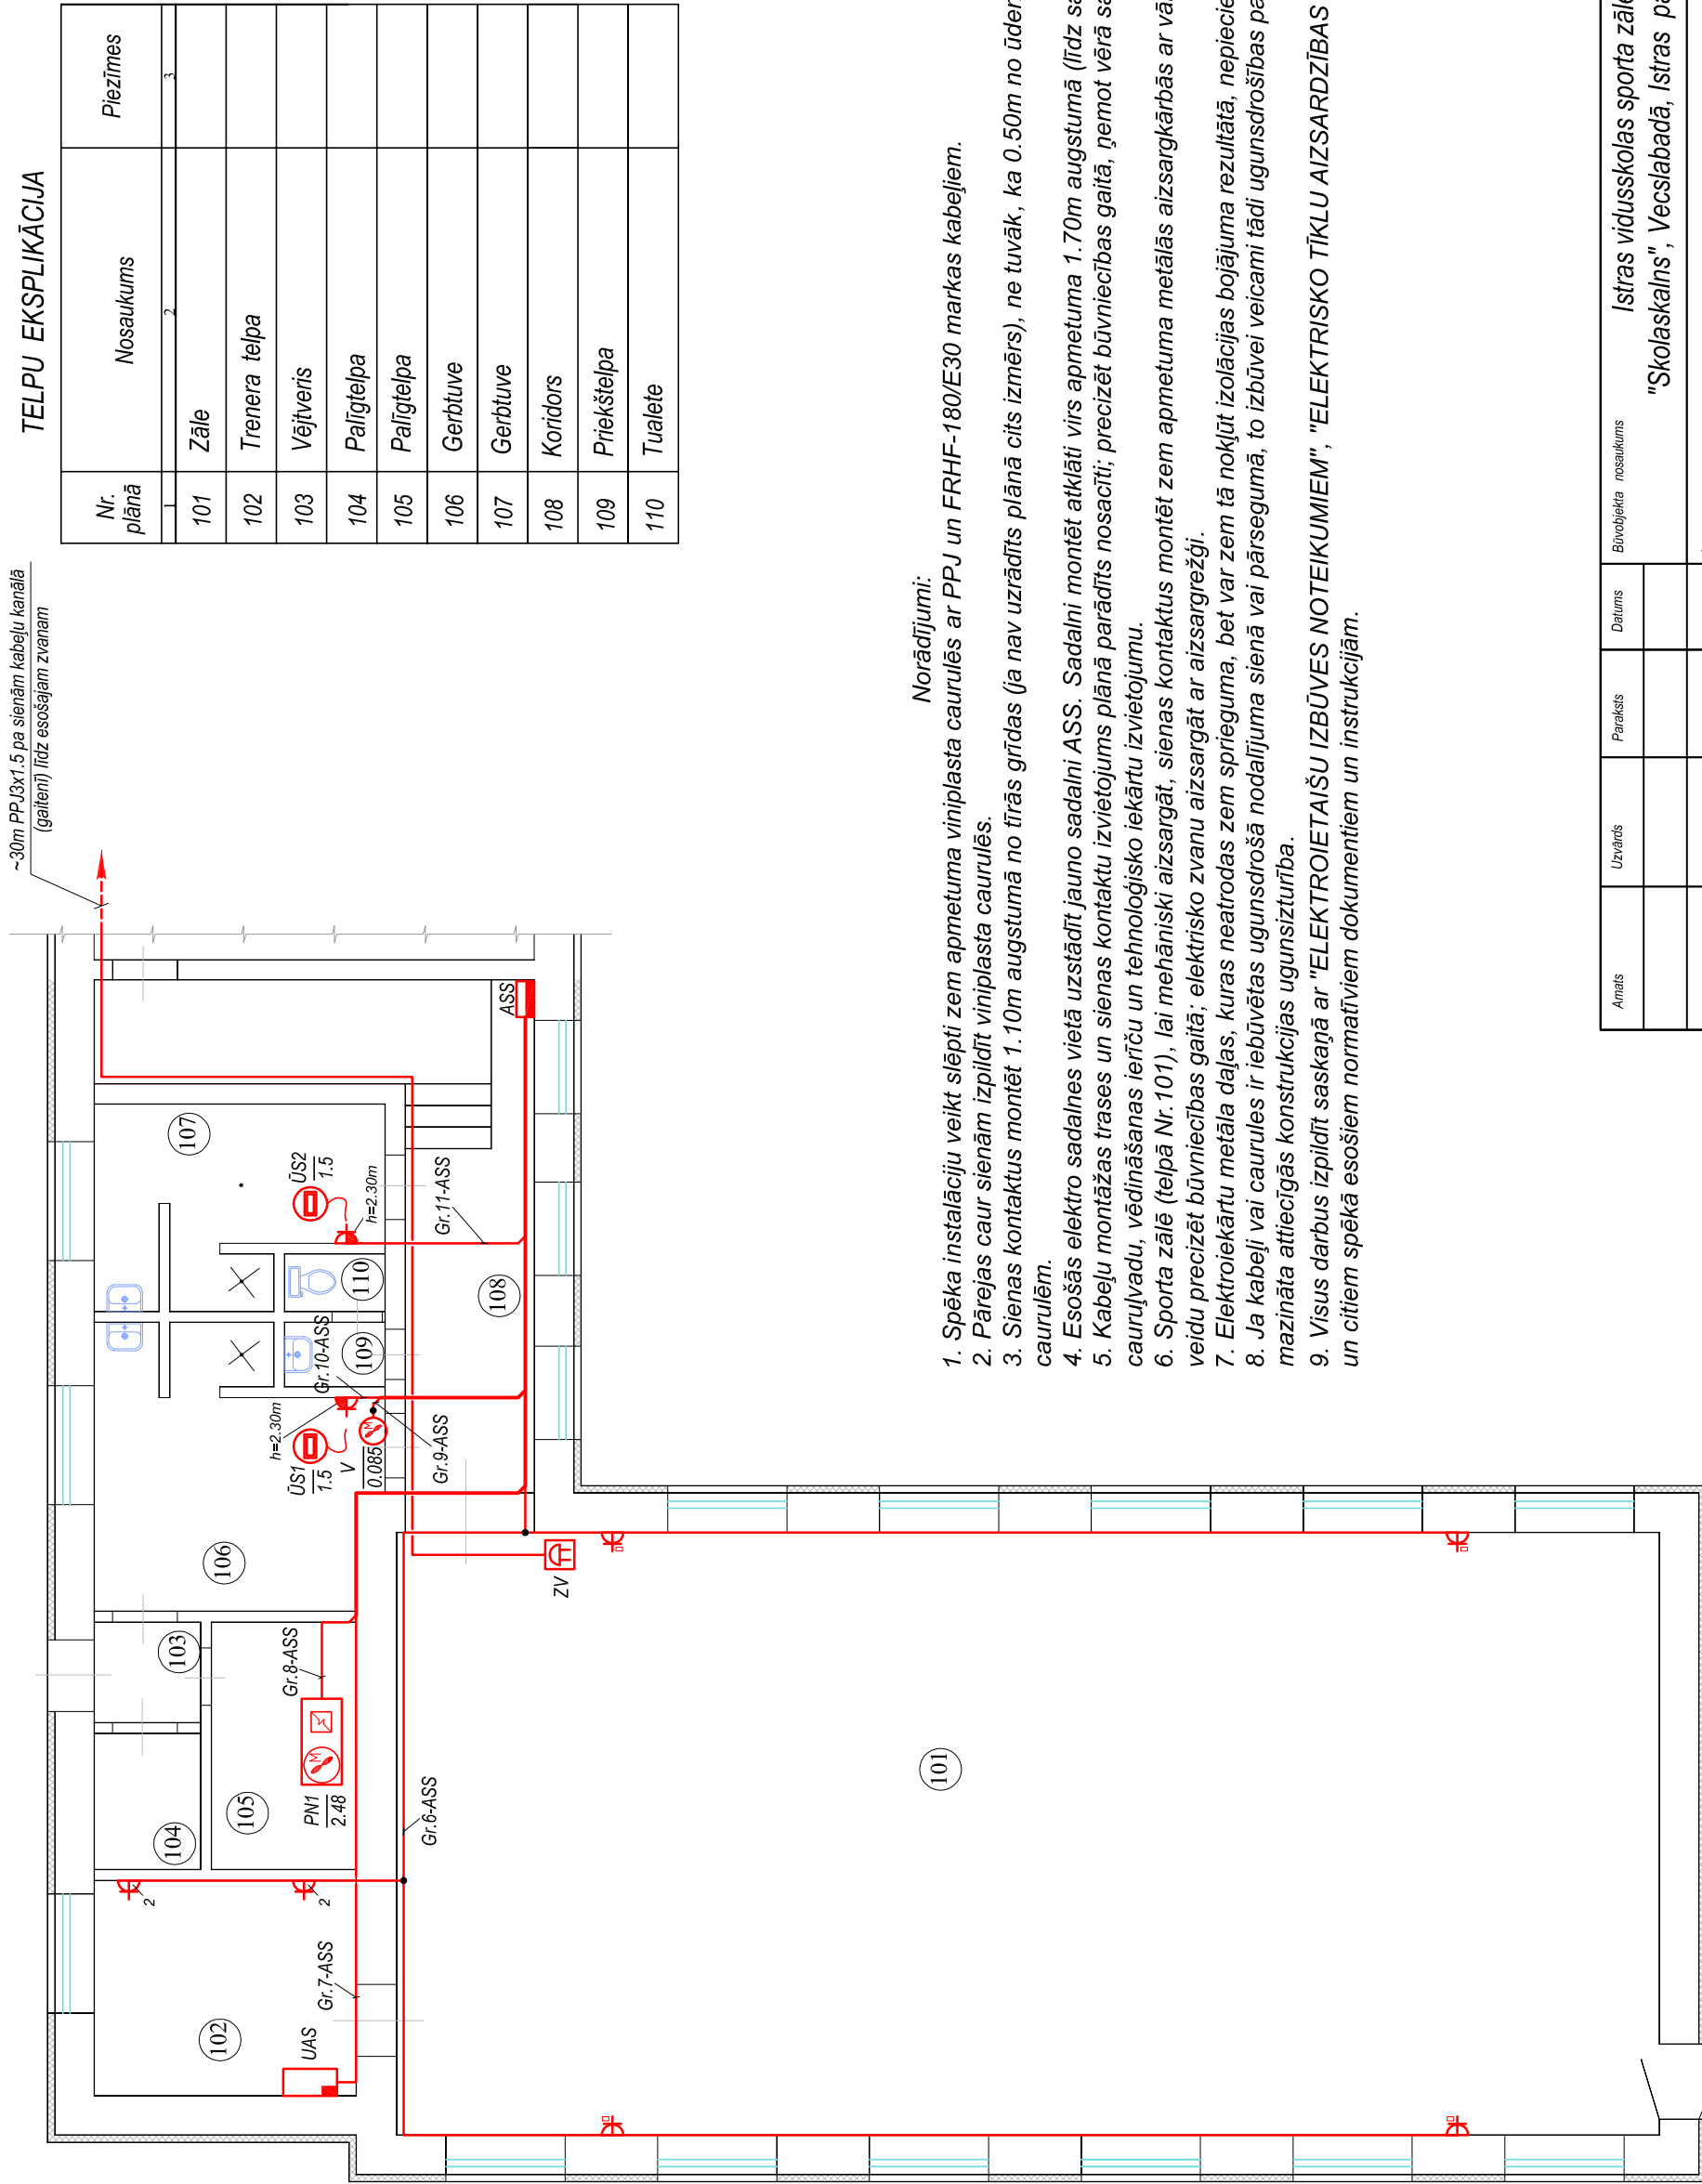 ~30m PPJ3x1.5 pa sienām kabeļu kanālā
(gaitenī) līdz esošajam zvanam
TELPU EKSPLIKĀCIJA
Nr. plānā Nosaukums Piezīmes
1 2 3
101 Zāle
102 Trenera telpa
103 Vējtveris
104 Palīgtelpa
105 Palīgtelpa
106 Gerbtuve
107 Gerbtuve
108 Koridors
109 Priekštelpa
110 Tualete
102
104
105
103
106
107
109
110
108
101
UAS
Gr.7-ASS
2
2
PN1
2.48
Gr.8-ASS
Gr.6-ASS
ŪS1
1.5
h=2.30m
V
0.085
M
M
Gr.9-ASS
Gr.10-ASS
ŪS2
1.5
h=2.30m
Gr.11-ASS
ASS
ZV
Norādījumi:
1. Spēka instalāciju veikt slēpti zem apmetuma viniplasta caurulēs ar PPJ un FRHF-180/E30 markas kabeļiem.
2. Pārejas caur sienām izpildīt viniplasta caurulēs.
3. Sienas kontaktus montēt 1.10m augstumā no tīrās grīdas (ja nav uzrādīts plānā cits izmērs), ne tuvāk, ka 0.50m no
caurulēm.
4. Esošās elektro sadalnes vietā uzstādīt jauno sadalni ASS. Sadalni montēt atklāti virs apmetuma 1.70m augstumā (līdz
5. Kabeļu montāžas trases un sienas kontaktu izvietojums plānā parādīts nosacīti; precizēt būvniecības gaitā, ņemot vērā
cauruļvadu, vēdināšanas ierīču un tehnoloģisko iekārtu izvietojumu.
6. Sporta zālē (telpā Nr.101), lai mehāniski aizsargāt, sienas kontaktus montēt zem apmetuma metālās aizsargkārbās ar
veidu precizēt būvniecības gaitā; elektrisko zvanu aizsargāt ar aizsargrežģi.
7. Elektroiekārtu metāla daļas, kuras neatrodas zem sprieguma, bet var zem tā nokļūt izolācijas bojājuma rezultātā,
8. Ja kabeļi vai caurules ir iebūvētas ugunsdrošā nodalījuma sienā vai pārsegumā, to izbūvei veicami tādi ugunsdrošības
mazināta attiecīgās konstrukcijas ugunsizturība.
9. Visus darbus izpildīt saskaņā ar "ELEKTROIETAIŠU IZBŪVES NOTEIKUMIEM", "ELEKTRISKO TĪKLU AIZSARDZĪBAS
un citiem spēkā esošiem normatīviem dokumentiem un instrukcijām.
Amats Uzvārds Paraksts Datums Būvobjekta nosaukums
Istras vidusskolas sporta
"Skolaskalns", Vecslabadā, Istras